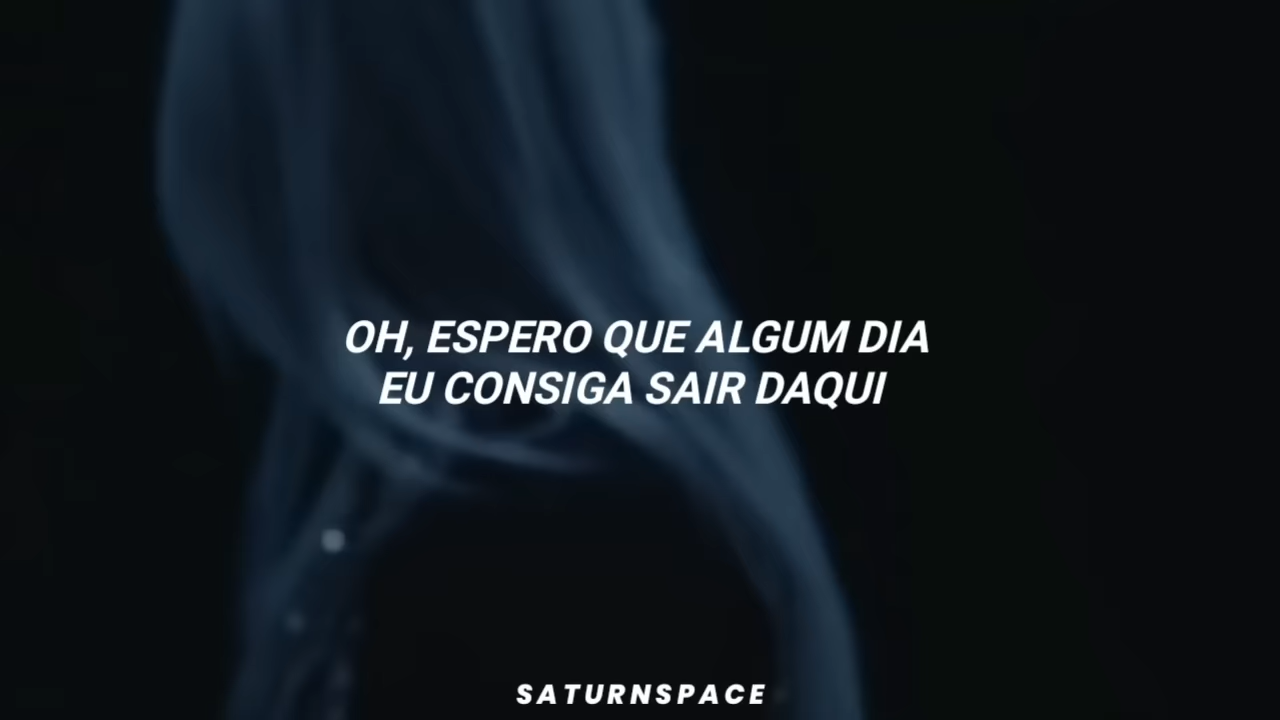 OH, ESPERO QUE ALGUM DIA
EU CONSIGA SAIR DAQUI
SATURNSPACE